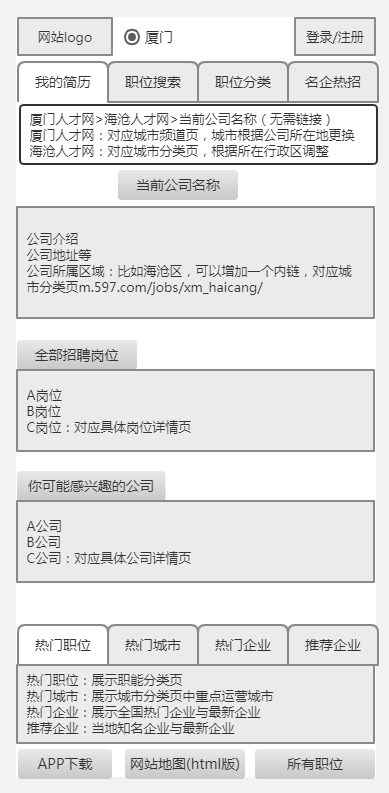 网站logo
厦门
登录/注册
我的简历
职位搜索
职位分类
名企热招
厦门人才网>海沧人才网>当前公司名称（无需链接）
厦门人才网：对应城市频道页，城市根据公司所在地更换
海沧人才网：对应城市分类页，根据所在行政区调整
当前公司名称
公司介绍
公司地址等
公司所属区域：比如海沧区，可以增加一个内链，对应城
市分类页m.597.com/jobs/xm_haicang/
全部招聘岗位
A岗位
B岗位
C岗位：对应具体岗位详情页
你可能感兴趣的公司
A公司
B公司
C公司：对应具体公司详情页
热门职位
热门城市
热门企业
推荐企业
热门职位：展示职能分类页
热门城市：展示城市分类页中重点运营城市
热门企业：展示全国热门企业与最新企业
推荐企业：当地知名企业与最新企业
APP下载
网站地图(html版)
所有职位